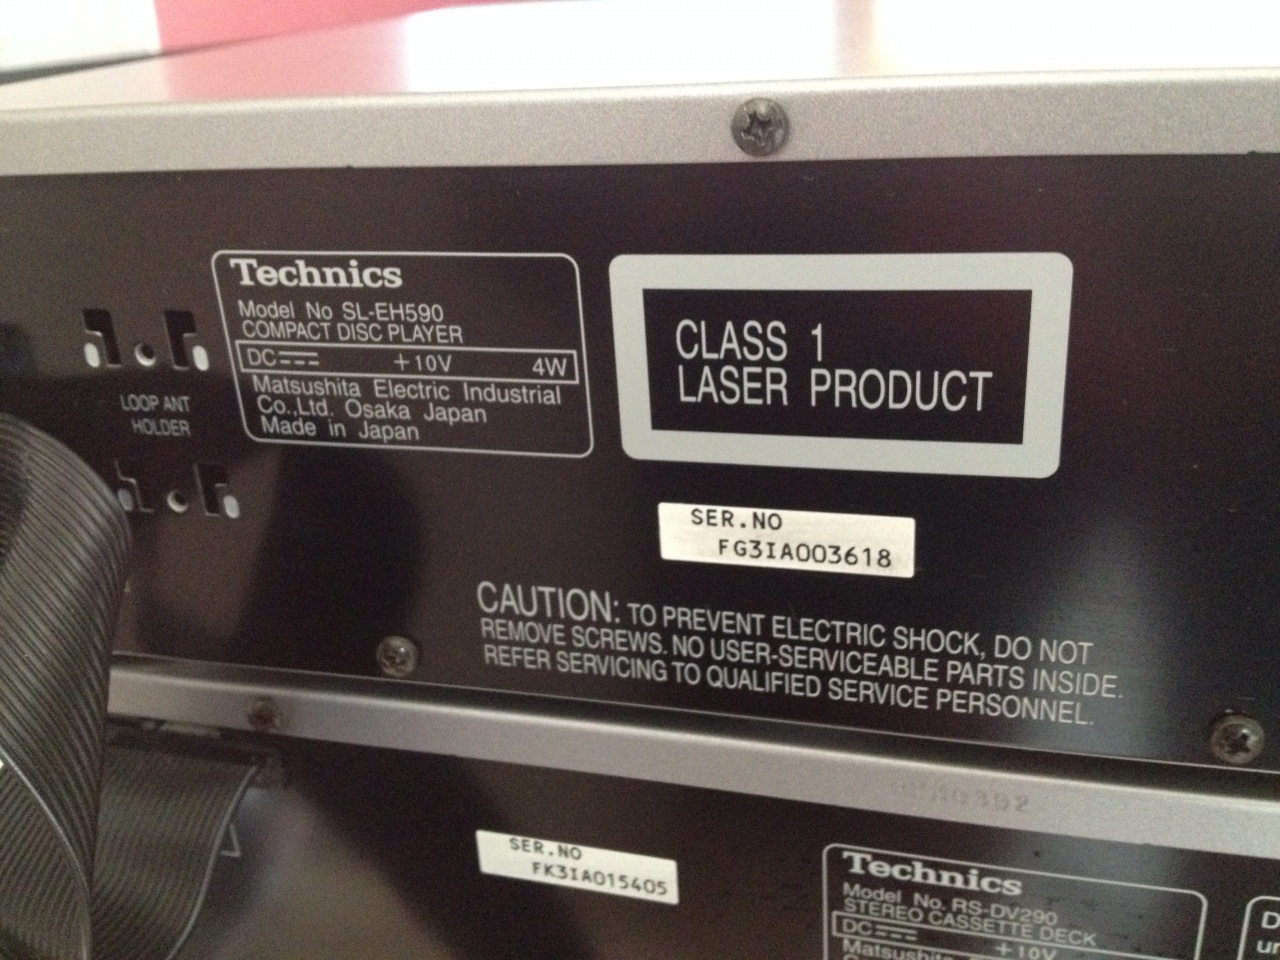 Technics
Model No SL-EH590
COMPACT DISC PLAYER
DC +10V 4W
Matsushita Electric Industrial
Co.,Ltd. Osaka Japan
Made in Japan
LOOP ANT
HOLDER
CLASS 1
LASER PRODUCT
SER.NO
FG3IA003618
CAUTION: TO PREVENT ELECTRIC SHOCK, DO NOT
REMOVE SCREWS. NO USER-SERVICEABLE PARTS INSIDE.
REFER SERVICING TO QUALIFIED SERVICE PERSONNEL.
SER.NO
FK3IA015405
Technics
Model No. RS-DV290
STEREO CASSETTE DECK
DC +10V